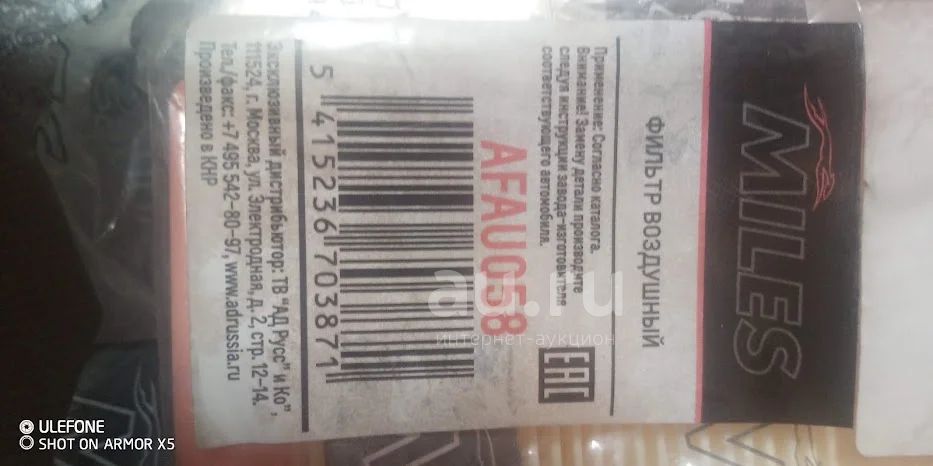 MILES
ФИЛЬТР ВОЗДУШНЫЙ
Применение: Согласно каталога.
Внимание! Замену детали производите
следуя инструкции завода-изготовителя
соответствующего автомобиля.
EAC
AFAU058
5 415236 703871
Эксклюзивный дистрибьютор: ТВ "АД Русс" и Ко",
111524, г. Москва, ул. Электродная, д. 2, стр. 12-14.
Тел./факс: +7 495 542-80-97, www.adrussia.ru
Произведено в КНР
au.ru
интернет-аукцион
ULEFONE
SHOT ON ARMOR X5